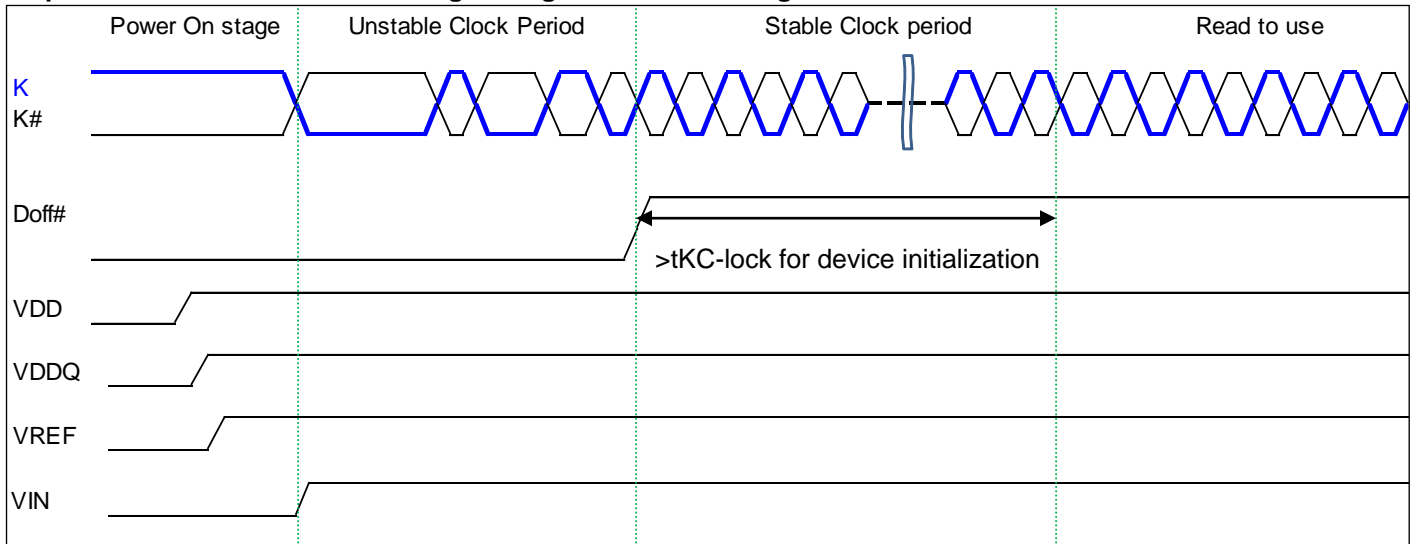 Power On stage
Unstable Clock Period
Stable Clock period
Read to use
K
K#
Doff#
>tKC-lock for device initialization
VDD
VDDQ
VREF
VIN